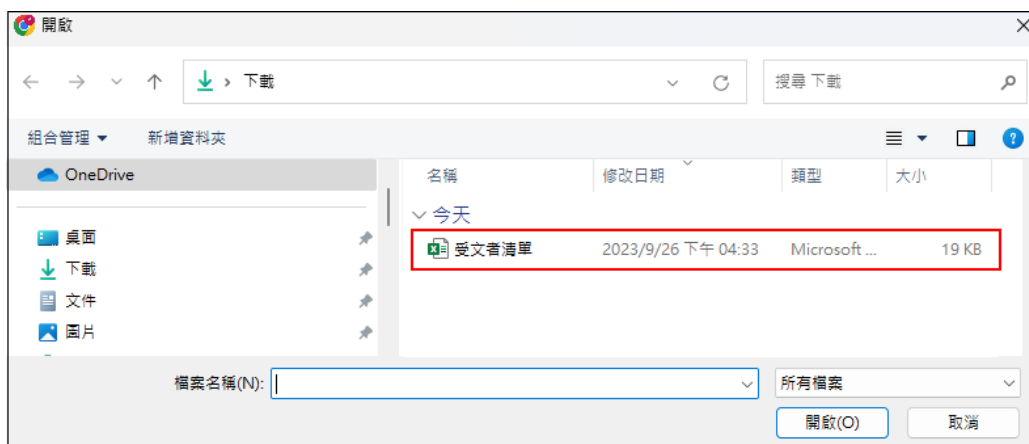 開啟
下載
搜尋 下載
組合管理 新增資料夾
OneDrive
名稱 修改日期 類型 大小
今天
受文者清單 2023/9/26 下午 04:33 Microsoft ... 19 KB
桌面
下載
文件
圖片
檔案名稱(N): 所有檔案
開啟(O) 取消